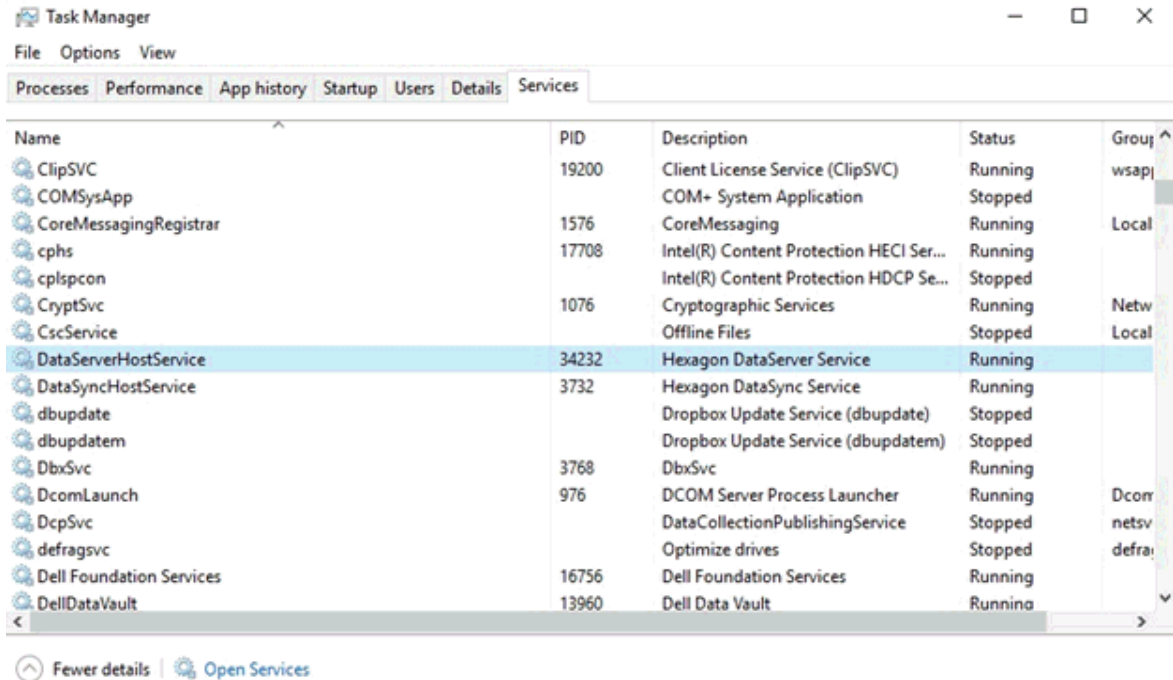 Task Manager
File Options View
Processes Performance App history Startup Users Details Services
Name PID Description Status Group
ClipSVC 19200 Client License Service (ClipSVC) Running wsapp
COMSysApp COM+ System Application Stopped
CoreMessagingRegistrar 1576 CoreMessaging Running Local
cphs 17708 Intel(R) Content Protection HECI Ser... Running
cplspcon Intel(R) Content Protection HDCP Se... Stopped
CryptSvc 1076 Cryptographic Services Running Netw
CscService Offline Files Stopped Local
DataServerHostService 34232 Hexagon DataServer Service Running
DataSyncHostService 3732 Hexagon DataSync Service Running
dbupdate Dropbox Update Service (dbupdate) Stopped
dbupdatem Dropbox Update Service (dbupdatem) Stopped
DbxSvc 3768 DbxSvc Running
DcomLaunch 976 DCOM Server Process Launcher Running Dcom
DcpSvc DataCollectionPublishingService Stopped netsv
defragsvc Optimize drives Stopped defrag
Dell Foundation Services 16756 Dell Foundation Services Running
DellDataVault 13960 Dell Data Vault Running
Fewer details Open Services